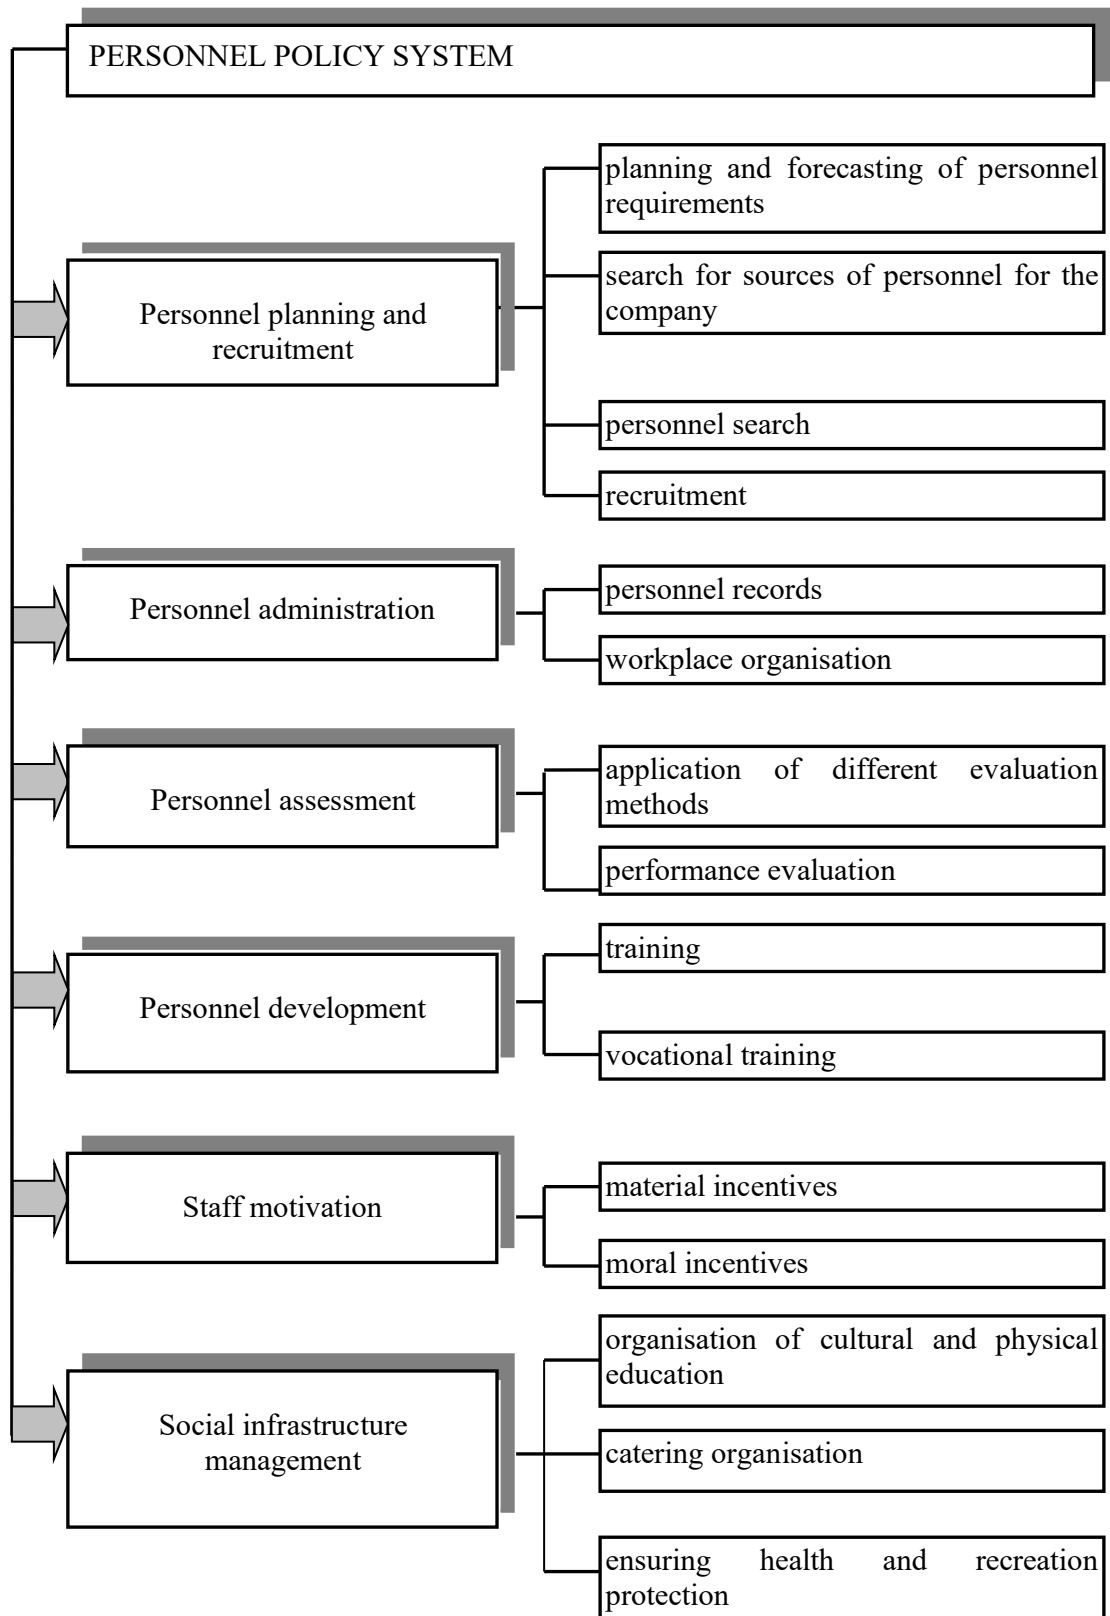 PERSONNEL POLICY SYSTEM
Personnel planning and
recruitment
planning and forecasting of personnel
requirements
search for sources of personnel for the
company
personnel search
recruitment
Personnel administration
personnel records
workplace organisation
Personnel assessment
application of different evaluation
methods
performance evaluation
Personnel development
training
vocational training
Staff motivation
material incentives
moral incentives
Social infrastructure
management
organisation of cultural and physical
education
catering organisation
ensuring health and recreation
protection